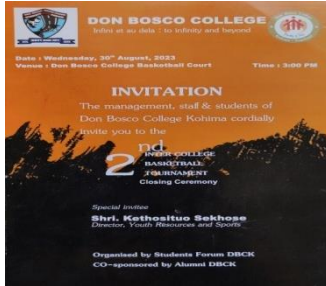 DON BOSCO COLLEGE
Infini et au dela : to infinity and beyond
Date : Wednesday, 30th August, 2023
Venue : Don Bosco College Basketball Court
Time : 3:00 PM
INVITATION
The management, staff & students of
Don Bosco College Kohima cordially
invite you to the
2nd
INTER COLLEGE
BASKETBALL
TOURNAMENT
Closing Ceremony
Special invitee
Shri. Kethosituo Sekhose
Director, Youth Resources and Sports
Organised by Students Forum DBCK
CO-sponsored by Alumni DBCK